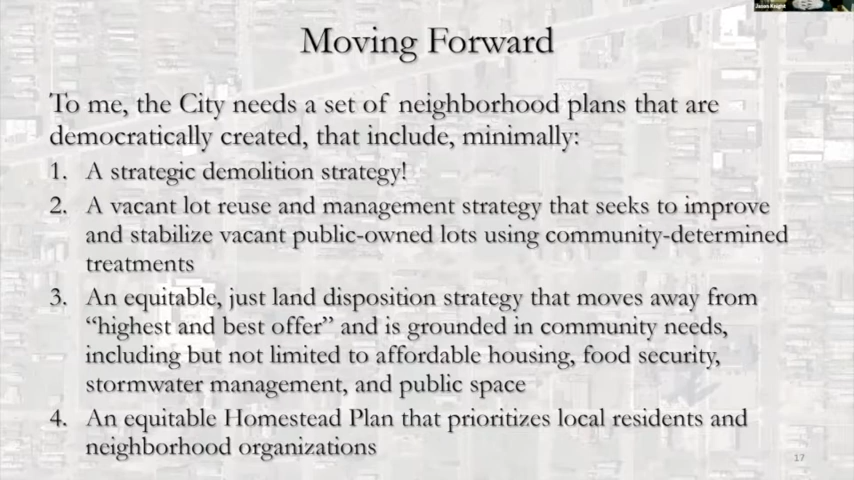 Jason Knight
Moving Forward
To me, the City needs a set of neighborhood plans that are
democratically created, that include, minimally:
1. A strategic demolition strategy!
2. A vacant lot reuse and management strategy that seeks to improve
and stabilize vacant public-owned lots using community-determined
treatments
3. An equitable, just land disposition strategy that moves away from
“highest and best offer” and is grounded in community needs,
including but not limited to affordable housing, food security,
stormwater management, and public space
4. An equitable Homestead Plan that prioritizes local residents and
neighborhood organizations
17